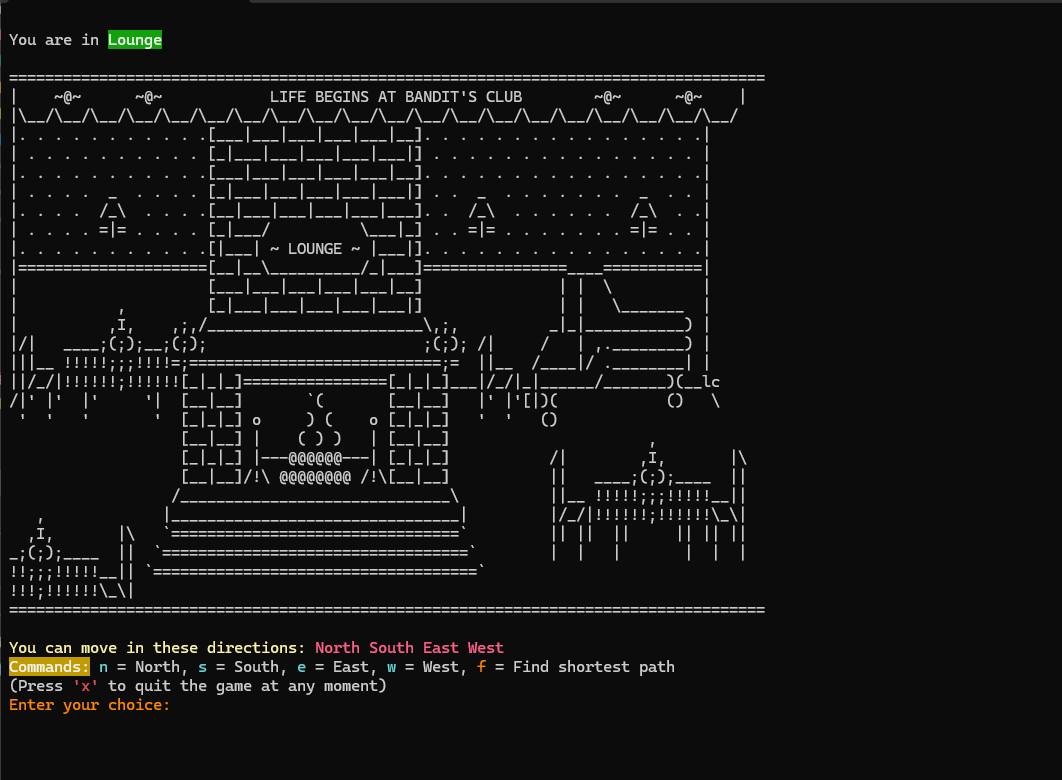 You are in Lounge
LIFE BEGINS AT BANDIT'S CLUB
~ LOUNGE ~
lc
You can move in these directions: North South East West
Commands: n = North, s = South, e = East, w = West, f = Find shortest path
(Press 'x' to quit the game at any moment)
Enter your choice: